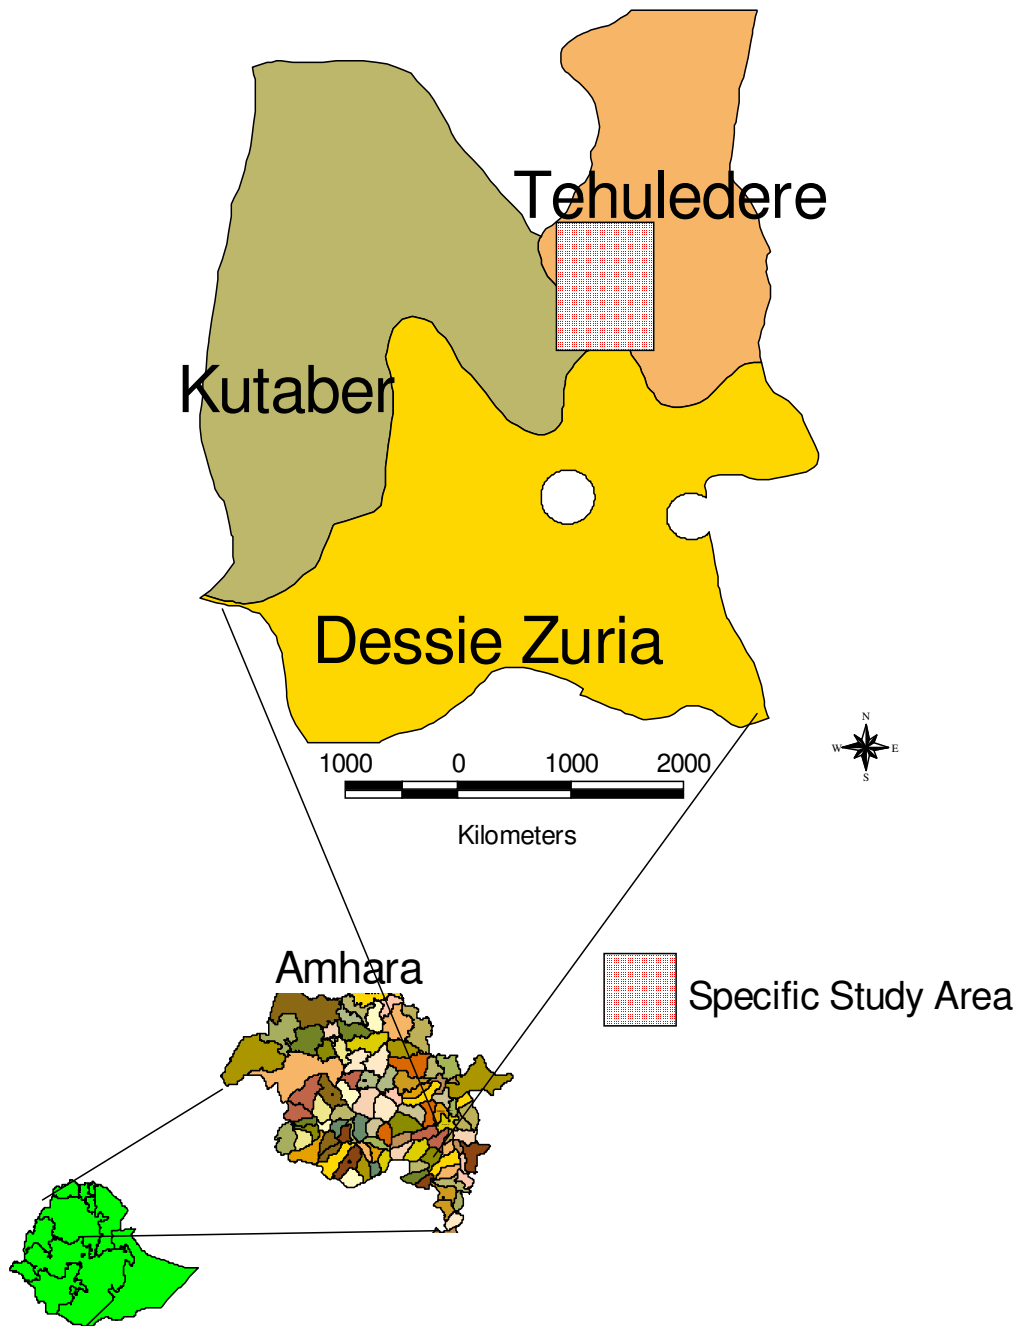 Tehuledere
Kutaber
Dessie Zuria
N
W E
S
1000 0 1000 2000
Kilometers
Amhara
Specific Study Area